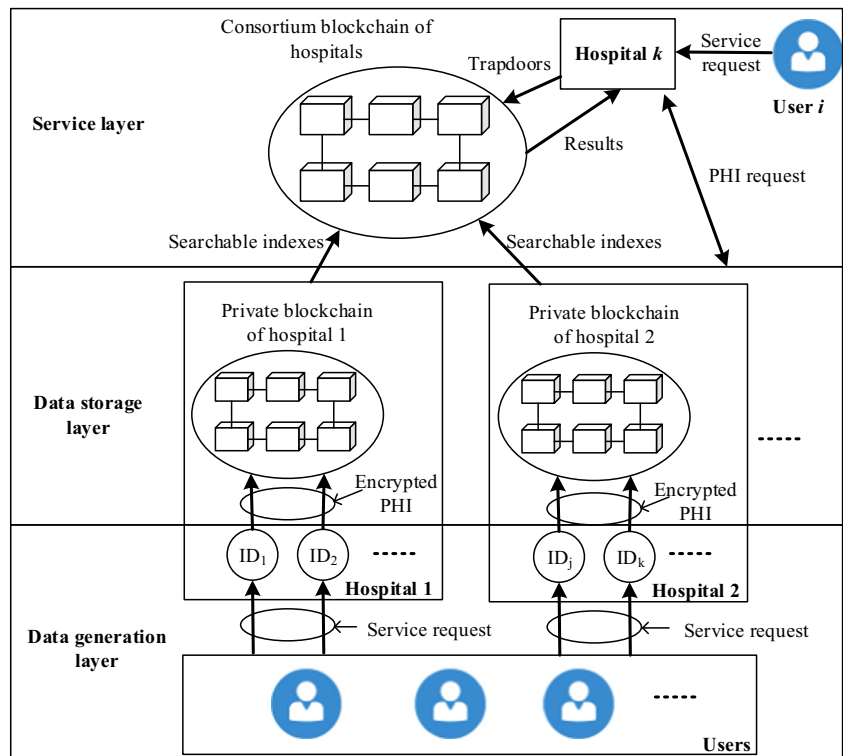 Consortium blockchain of
hospitals
Trapdoors
Hospital k
Service
request
User i
Service layer
Results
PHI request
Searchable indexes
Searchable indexes
Private blockchain
of hospital 1
Private blockchain
of hospital 2
Data storage
layer
.....
Encrypted
PHI
Encrypted
PHI
ID1
ID2
.....
IDj
IDk
.....
Hospital 1
Hospital 2
Data generation
layer
Service request
Service request
.....
Users